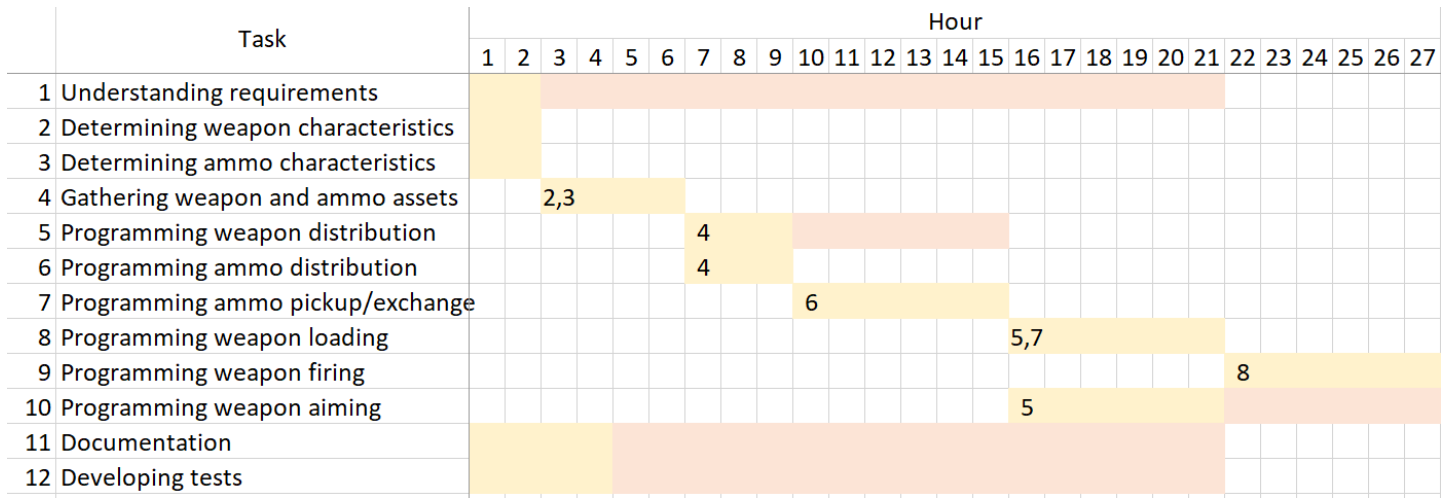 Task
Hour
1 2 3 4 5 6 7 8 9 10 11 12 13 14 15 16 17 18 19 20 21 22 23 24 25 26 27
1 Understanding requirements
2 Determining weapon characteristics
3 Determining ammo characteristics
4 Gathering weapon and ammo assets 2,3
5 Programming weapon distribution 4
6 Programming ammo distribution 4
7 Programming ammo pickup/exchange 6
8 Programming weapon loading 5,7
9 Programming weapon firing 8
10 Programming weapon aiming 5
11 Documentation
12 Developing tests